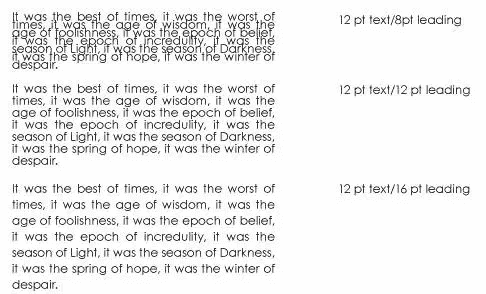 It was the best of times, it was the worst of
times, it was the age of wisdom, it was the
age of foolishness, it was the epoch of belief,
it was the epoch of incredulity, it was the
season of Light, it was the season of Darkness,
it was the spring of hope, it was the winter of
despair.
12 pt text/8pt leading
It was the best of times, it was the worst of
times, it was the age of wisdom, it was the
age of foolishness, it was the epoch of belief,
it was the epoch of incredulity, it was the
season of Light, it was the season of Darkness,
it was the spring of hope, it was the winter of
despair.
12 pt text/12 pt leading
It was the best of times, it was the worst of
times, it was the age of wisdom, it was the
age of foolishness, it was the epoch of belief,
it was the epoch of incredulity, it was the
season of Light, it was the season of Darkness,
it was the spring of hope, it was the winter of
despair.
12 pt text/16 pt leading